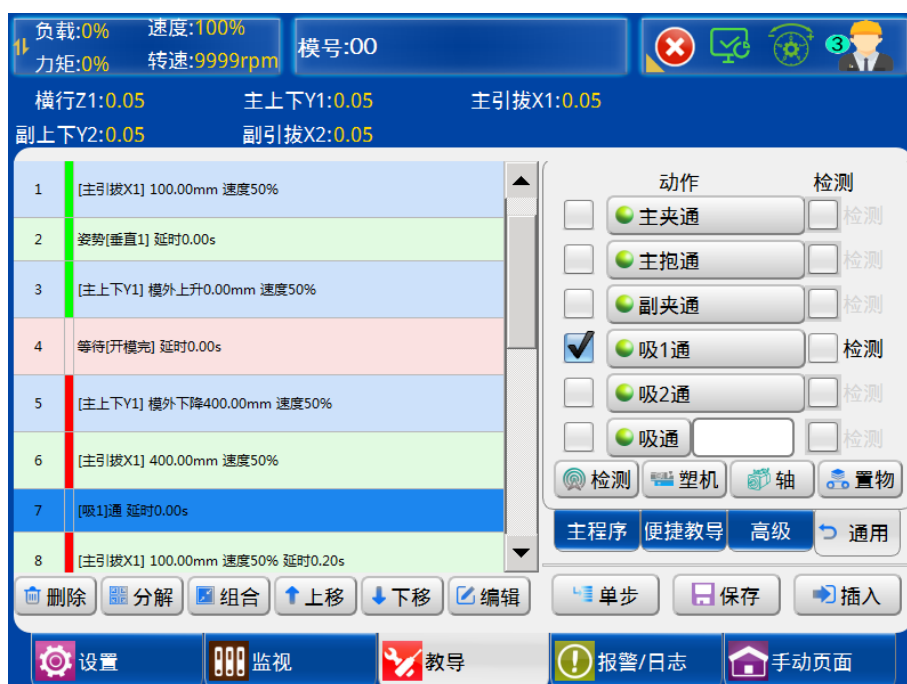 负载:0% 速度:100%
力矩:0% 转速:9999rpm
模号:00
3
横行Z1:0.05 主上下Y1:0.05 主引拔X1:0.05
副上下Y2:0.05 副引拔X2:0.05
1 [主引拔X1] 100.00mm 速度50%
2 姿势[垂直1] 延时0.00s
3 [主上下Y1] 模外上升0.00mm 速度50%
4 等待[开模完] 延时0.00s
5 [主上下Y1] 模外下降400.00mm 速度50%
6 [主引拔X1] 400.00mm 速度50%
7 [吸1]通 延时0.00s
8 [主引拔X1] 100.00mm 速度50% 延时0.20s
动作 检测
主夹通 检测
主抱通 检测
副夹通 检测
吸1通 检测
吸2通 检测
吸通 检测
检测 塑机 轴 置物
主程序 便捷教导 高级 通用
删除 分解 组合 上移 下移 编辑 单步 保存 插入
设置 监视 教导 报警/日志 手动页面